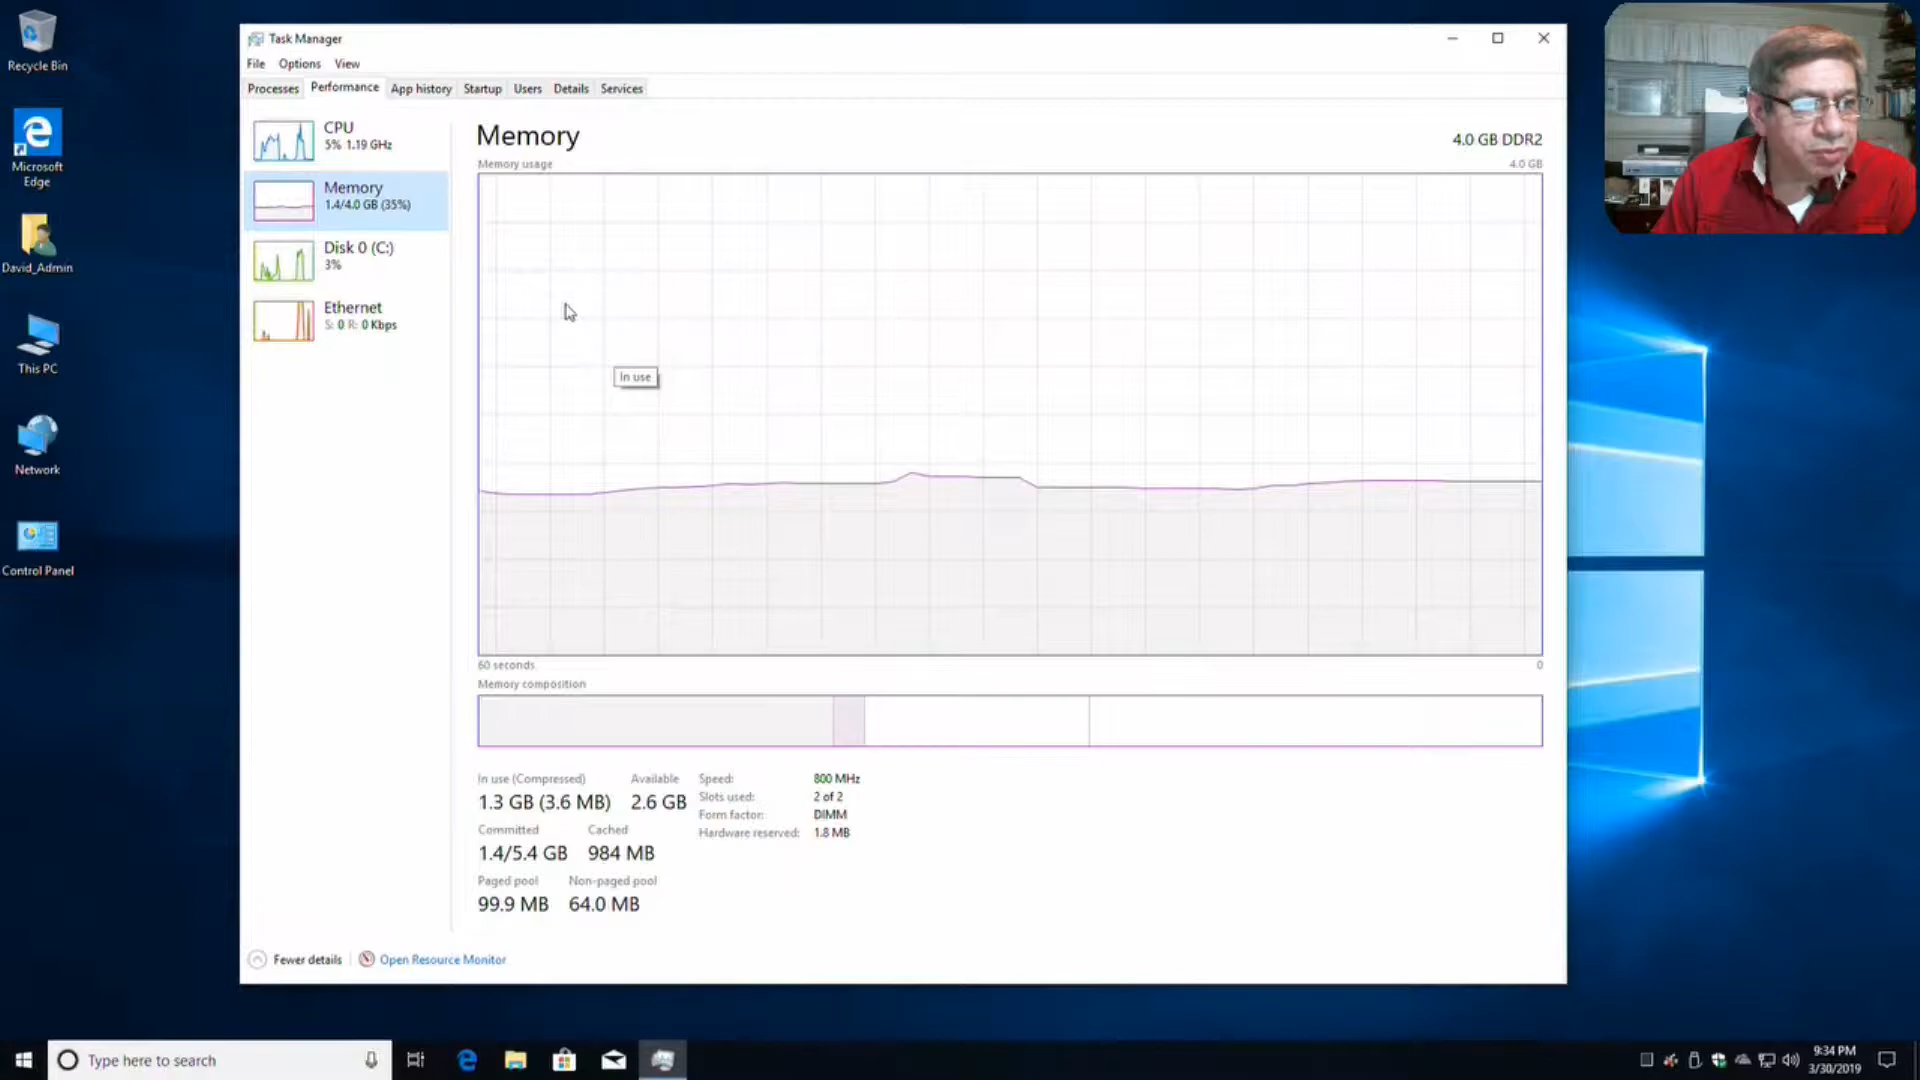 Recycle Bin
Microsoft
Edge
David_Admin
This PC
Network
Control Panel
Task Manager
File Options View
Processes Performance App history Startup Users Details Services
CPU
5% 1.19 GHz
Memory
1.4/4.0 GB (35%)
Disk 0 (C:)
3%
Ethernet
S: 0 R: 0 Kbps
Memory 4.0 GB DDR2
Memory usage 4.0 GB
In use
60 seconds 0
Memory composition
In use (Compressed) Available
1.3 GB (3.6 MB) 2.6 GB
Committed Cached
1.4/5.4 GB 984 MB
Paged pool Non-paged pool
99.9 MB 64.0 MB
Speed: 800 MHz
Slots used: 2 of 2
Form factor: DIMM
Hardware reserved: 1.8 MB
Fewer details Open Resource Monitor
Type here to search
9:34 PM
3/30/2019